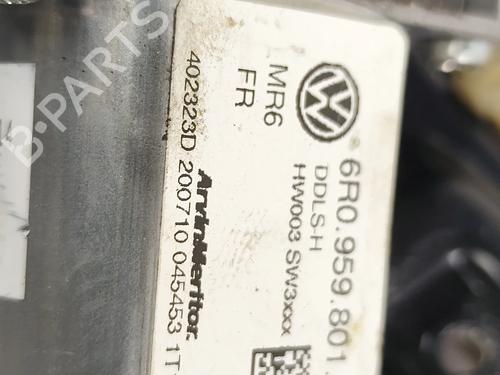 MR6
FR
6R0.959.801.
DDLS-H
HW003 SW3xxx
ArvinMeritor.
402323D 200710 045453 1T
B-PARTS